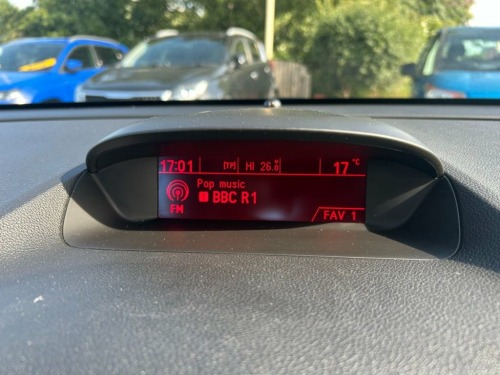 17:01 [TP] Hi 26.8 17 °C
Pop music
BBC R1
FM FAV 1